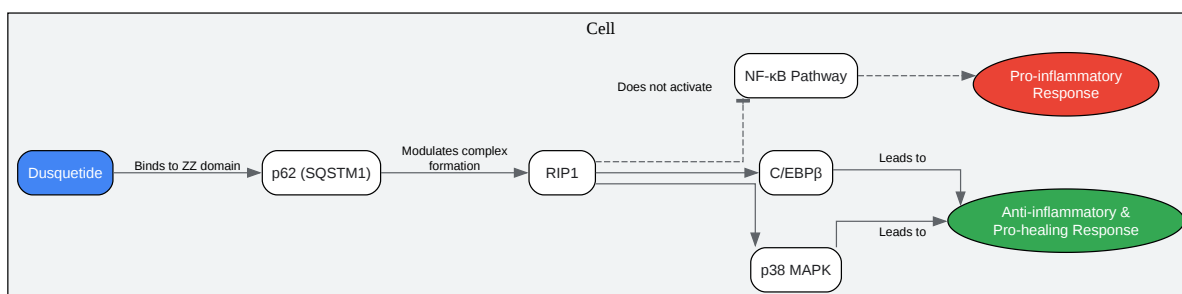 Cell
Dusquetide
Binds to ZZ domain
p62 (SQSTM1)
Modulates complex
formation
RIP1
Does not activate
NF-κB Pathway
Pro-inflammatory
Response
C/EBPβ
Leads to
p38 MAPK
Leads to
Anti-inflammatory &
Pro-healing Response